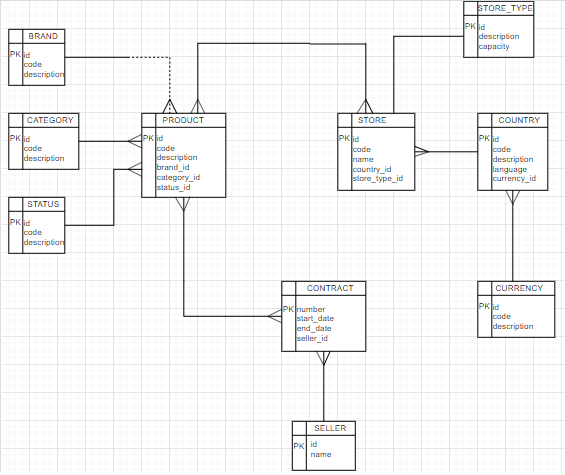 STORE_TYPE
PK id
description
capacity
BRAND
PK id
code
description
CATEGORY
PK id
code
description
PRODUCT
PK id
code
description
brand_id
category_id
status_id
STORE
PK id
code
name
country_id
store_type_id
COUNTRY
PK id
code
description
language
currency_id
STATUS
PK id
code
description
CONTRACT
PK number
start_date
end_date
seller_id
CURRENCY
PK id
code
description
SELLER
PK id
name